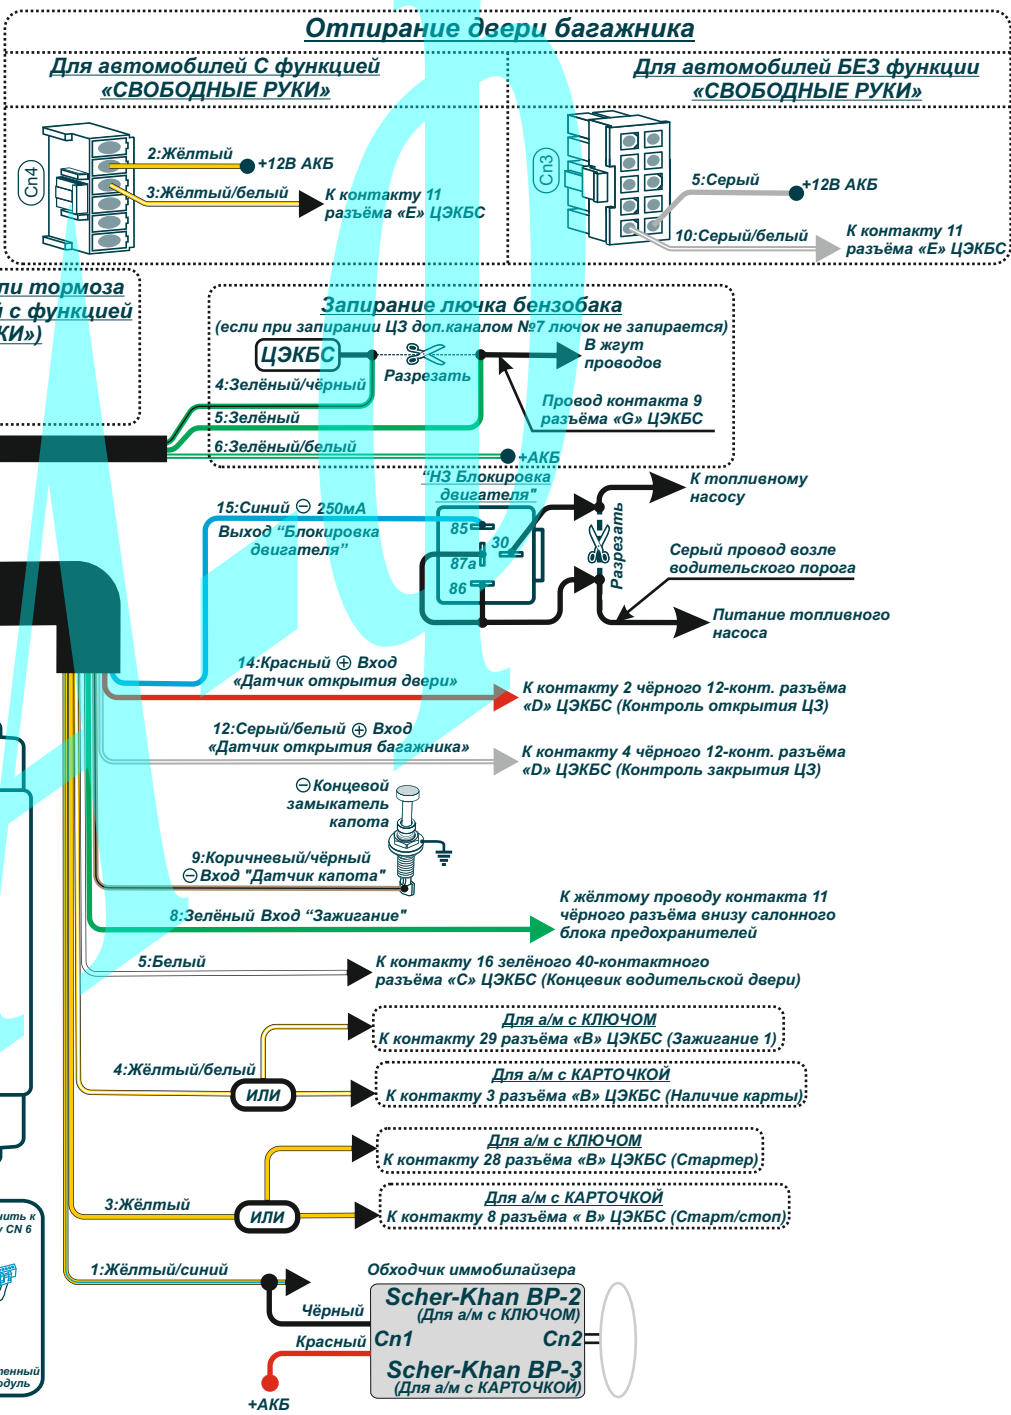 Отпирание двери багажника
Для автомобилей С функцией
«СВОБОДНЫЕ РУКИ»
Для автомобилей БЕЗ функции
«СВОБОДНЫЕ РУКИ»
Cn4
2:Жёлтый
+12В АКБ
3:Жёлтый/белый
К контакту 11
разъёма «Е» ЦЭКБС
Cn3
5:Серый
+12В АКБ
10:Серый/белый
К контакту 11
разъёма «Е» ЦЭКБС
ли тормоза
й с функцией
КИ»)
Запирание лючка бензобака
(если при запирании ЦЗ доп.каналом №7 лючок не запирается)
ЦЭКБС
Разрезать
В жгут
проводов
4:Зелёный/чёрный
5:Зелёный
6:Зелёный/белый
Провод контакта 9
разъёма «G» ЦЭКБС
+АКБ
"НЗ Блокировка
двигателя"
15:Синий ⊖ 250мА
Выход "Блокировка
двигателя"
85
30
87а
86
Разрезать
К топливному
насосу
Серый провод возле
водительского порога
Питание топливного
насоса
14:Красный ⊕ Вход
«Датчик открытия двери»
К контакту 2 чёрного 12-конт. разъёма
«D» ЦЭКБС (Контроль открытия ЦЗ)
12:Серый/белый ⊕ Вход
«Датчик открытия багажника»
К контакту 4 чёрного 12-конт. разъёма
«D» ЦЭКБС (Контроль закрытия ЦЗ)
⊖ Концевой
замыкатель
капота
9:Коричневый/чёрный
⊖ Вход "Датчик капота"
8:Зелёный Вход "Зажигание"
К жёлтому проводу контакта 11
чёрного разъёма внизу салонного
блока предохранителей
5:Белый
К контакту 16 зелёного 40-контактного
разъёма «С» ЦЭКБС (Концевик водительской двери)
4:Жёлтый/белый
ИЛИ
Для а/м с КЛЮЧОМ
К контакту 29 разъёма «В» ЦЭКБС (Зажигание 1)
Для а/м с КАРТОЧКОЙ
К контакту 3 разъёма «В» ЦЭКБС (Наличие карты)
3:Жёлтый
ИЛИ
Для а/м с КЛЮЧОМ
К контакту 28 разъёма «В» ЦЭКБС (Стартер)
Для а/м с КАРТОЧКОЙ
К контакту 8 разъёма « В» ЦЭКБС (Старт/стоп)
нить к
у CN 6
тенный
одуль
1:Жёлтый/синий
Обходчик иммобилайзера
Чёрный
Красный
+АКБ
Scher-Khan BP-2
(Для а/м с КЛЮЧОМ)
Cn1
Cn2
Scher-Khan BP-3
(Для а/м с КАРТОЧКОЙ)